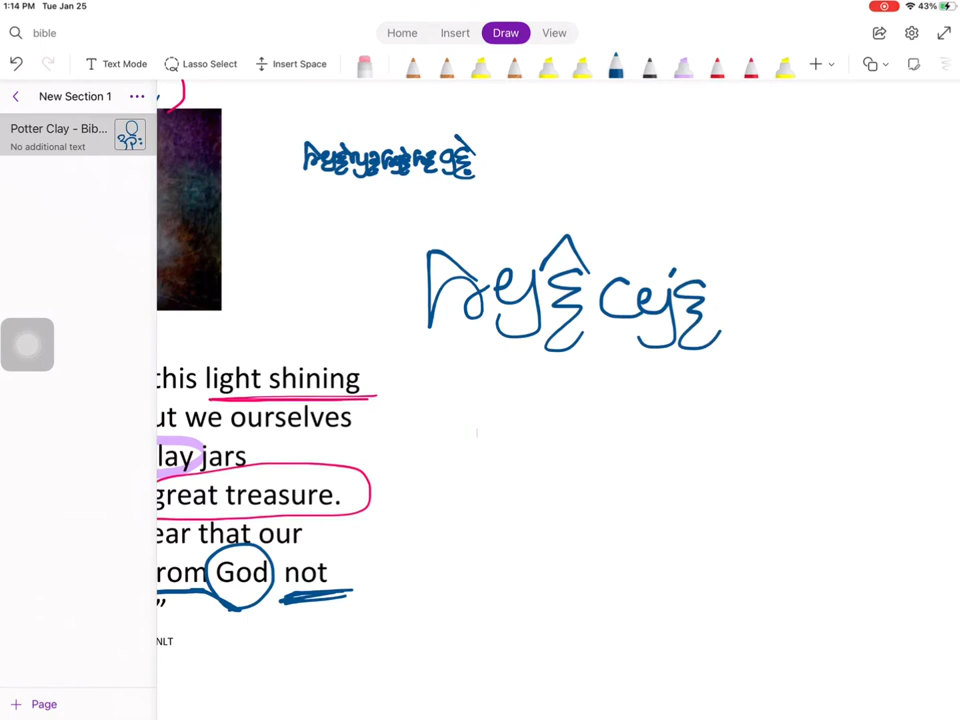 1:14 PM Tue Jan 25
43%
bible
Home Insert Draw View
Text Mode Lasso Select Insert Space
New Section 1
Potter Clay - Bib...
No additional text
this light shining
ut we ourselves
lay jars
great treasure.
ear that our
rom God not
”
NLT
Page